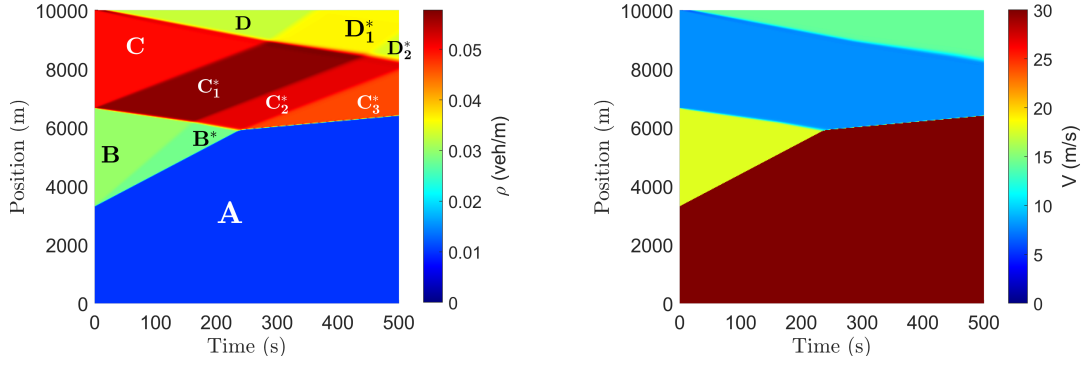 10000
8000
6000
4000
2000
0
Position (m)
0 100 200 300 400 500
Time (s)
D
D₁*
C
D₂*
C₁*
C₂*
C₃*
B*
B
A
0.05
0.04
0.03
0.02
0.01
0
ρ (veh/m)
10000
8000
6000
4000
2000
0
Position (m)
0 100 200 300 400 500
Time (s)
30
25
20
15
10
5
0
V (m/s)